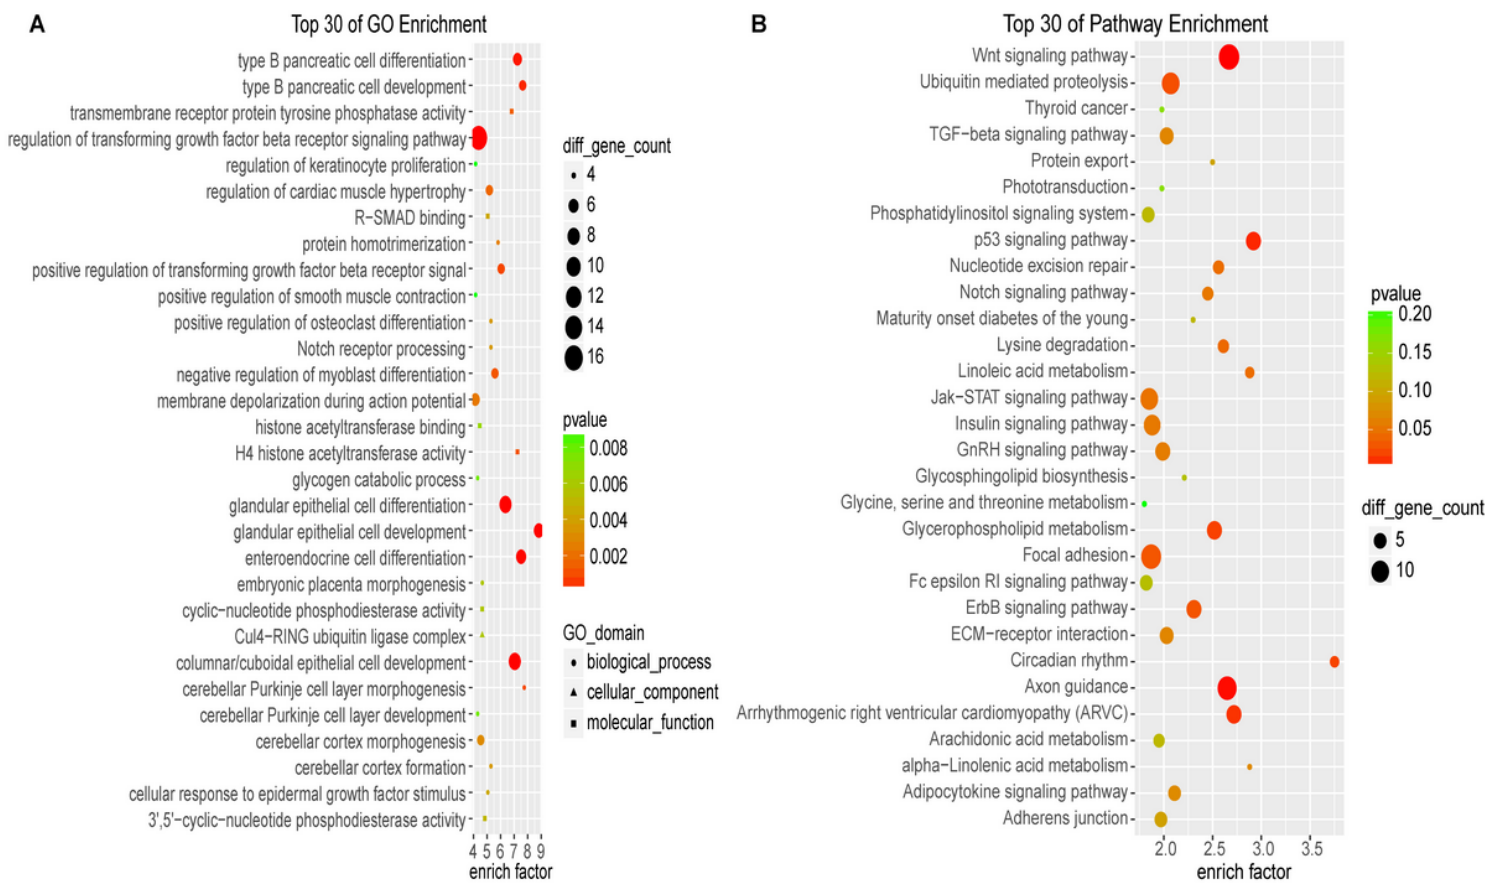 A
Top 30 of GO Enrichment
type B pancreatic cell differentiation
type B pancreatic cell development
transmembrane receptor protein tyrosine phosphatase activity
regulation of transforming growth factor beta receptor signaling pathway
regulation of keratinocyte proliferation
regulation of cardiac muscle hypertrophy
R−SMAD binding
protein homotrimerization
positive regulation of transforming growth factor beta receptor signal
positive regulation of smooth muscle contraction
positive regulation of osteoclast differentiation
Notch receptor processing
negative regulation of myoblast differentiation
membrane depolarization during action potential
histone acetyltransferase binding
H4 histone acetyltransferase activity
glycogen catabolic process
glandular epithelial cell differentiation
glandular epithelial cell development
enteroendocrine cell differentiation
embryonic placenta morphogenesis
cyclic−nucleotide phosphodiesterase activity
Cul4−RING ubiquitin ligase complex
columnar/cuboidal epithelial cell development
cerebellar Purkinje cell layer morphogenesis
cerebellar Purkinje cell layer development
cerebellar cortex morphogenesis
cerebellar cortex formation
cellular response to epidermal growth factor stimulus
3',5'−cyclic−nucleotide phosphodiesterase activity
4 5 6 7 8 9
enrich factor
diff_gene_count
4
6
8
10
12
14
16
pvalue
0.008
0.006
0.004
0.002
GO_domain
biological_process
cellular_component
molecular_function
B
Top 30 of Pathway Enrichment
Wnt signaling pathway
Ubiquitin mediated proteolysis
Thyroid cancer
TGF−beta signaling pathway
Protein export
Phototransduction
Phosphatidylinositol signaling system
p53 signaling pathway
Nucleotide excision repair
Notch signaling pathway
Maturity onset diabetes of the young
Lysine degradation
Linoleic acid metabolism
Jak−STAT signaling pathway
Insulin signaling pathway
GnRH signaling pathway
Glycosphingolipid biosynthesis
Glycine, serine and threonine metabolism
Glycerophospholipid metabolism
Focal adhesion
Fc epsilon RI signaling pathway
ErbB signaling pathway
ECM−receptor interaction
Circadian rhythm
Axon guidance
Arrhythmogenic right ventricular cardiomyopathy (ARVC)
Arachidonic acid metabolism
alpha−Linolenic acid metabolism
Adipocytokine signaling pathway
Adherens junction
2.0 2.5 3.0 3.5
enrich factor
pvalue
0.20
0.15
0.10
0.05
diff_gene_count
5
10